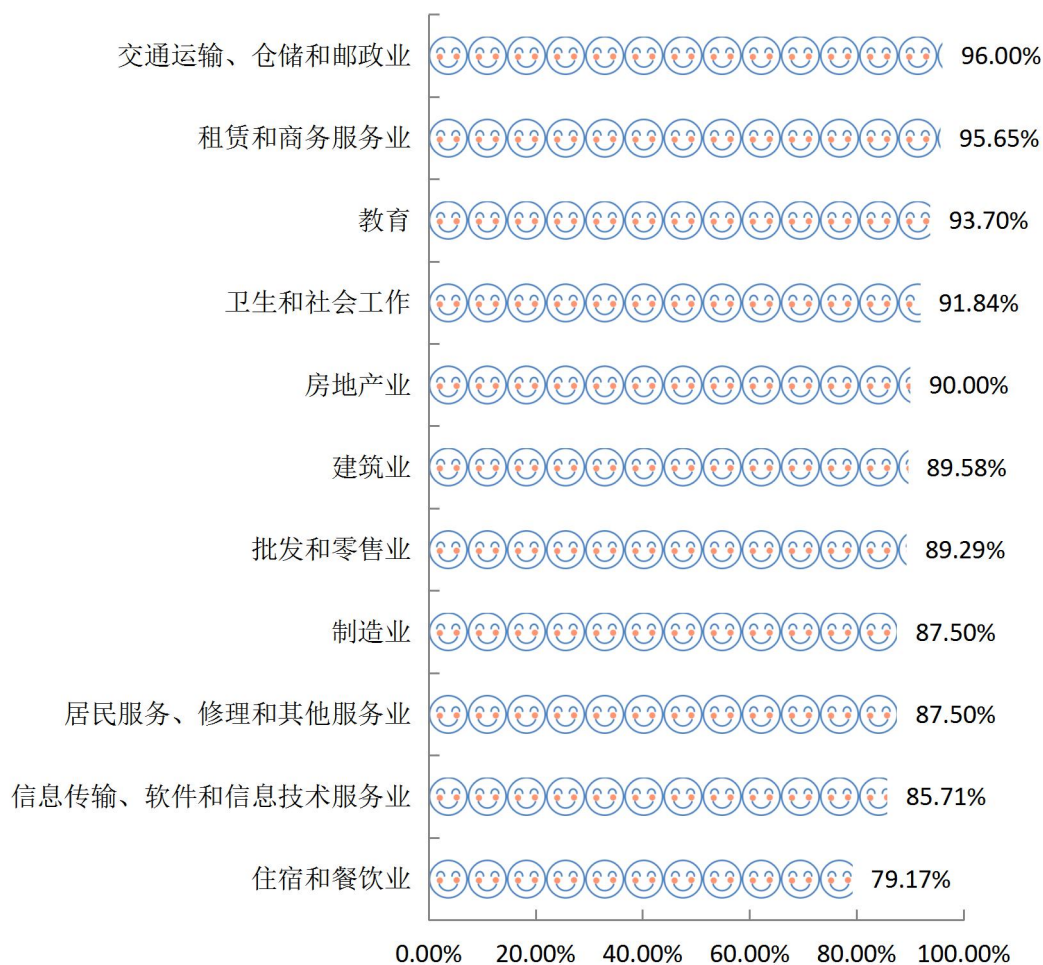 交通运输、仓储和邮政业 96.00%
租赁和商务服务业 95.65%
教育 93.70%
卫生和社会工作 91.84%
房地产业 90.00%
建筑业 89.58%
批发和零售业 89.29%
制造业 87.50%
居民服务、修理和其他服务业 87.50%
信息传输、软件和信息技术服务业 85.71%
住宿和餐饮业 79.17%
0.00% 20.00% 40.00% 60.00% 80.00% 100.00%